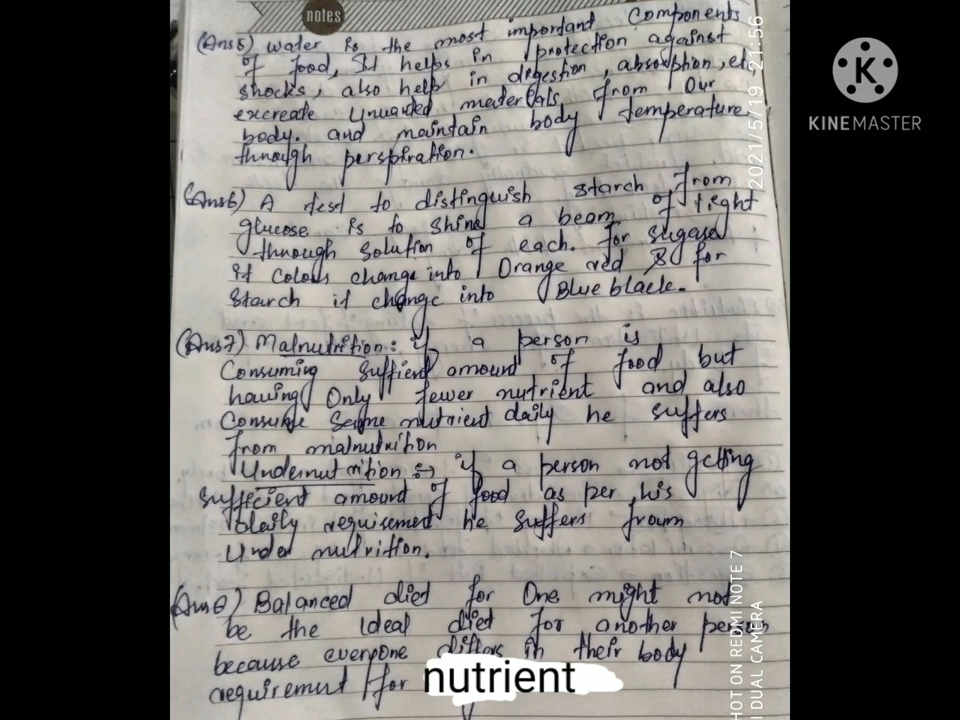 notes
(Ans5) water is the most important components
of food, It helps in protection against
shocks, also help in digestion, absorption, etc,
excreate Unwanted materials from Our
body. and maintain body temperature
through perspiration.
(Ans6) A test to distinguish starch from
glucose is to shine a beam of light
through solution of each. for sugase
if colous change into Orange red & for
Starch if change into Blue black.
(Ans7) Malnutrition: if a person is
Consuming suffient amount of food but
having Only fewer nutrient and also
Consume Same nutrient daily he suffers
from malnutrition
Undernutrition :→ if a person not getting
sufficient amount of food as per his
daily requirement he suffers froum
Under nutrition.
(Ans8) Balanced diet for One might not
be the Ideal diet for another person
because everyone differs in their body
requirement for nutrient
KINEMASTER
2021/5/19 21:56
SHOT ON REDMI NOTE 7
AI DUAL CAMERA